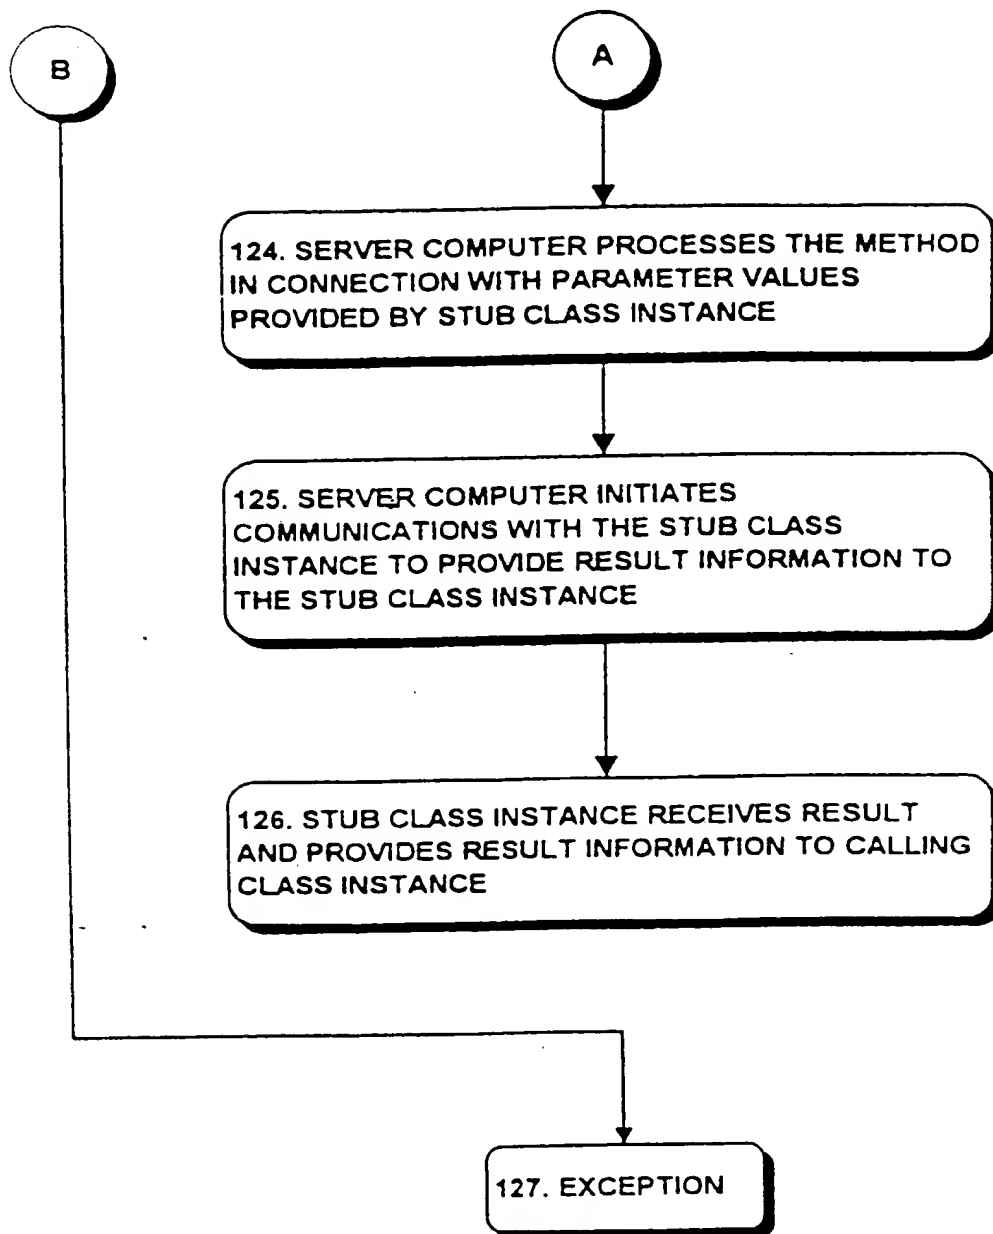 B
A
124. SERVER COMPUTER PROCESSES THE METHOD
IN CONNECTION WITH PARAMETER VALUES
PROVIDED BY STUB CLASS INSTANCE
125. SERVER COMPUTER INITIATES
COMMUNICATIONS WITH THE STUB CLASS
INSTANCE TO PROVIDE RESULT INFORMATION TO
THE STUB CLASS INSTANCE
126. STUB CLASS INSTANCE RECEIVES RESULT
AND PROVIDES RESULT INFORMATION TO CALLING
CLASS INSTANCE
127. EXCEPTION